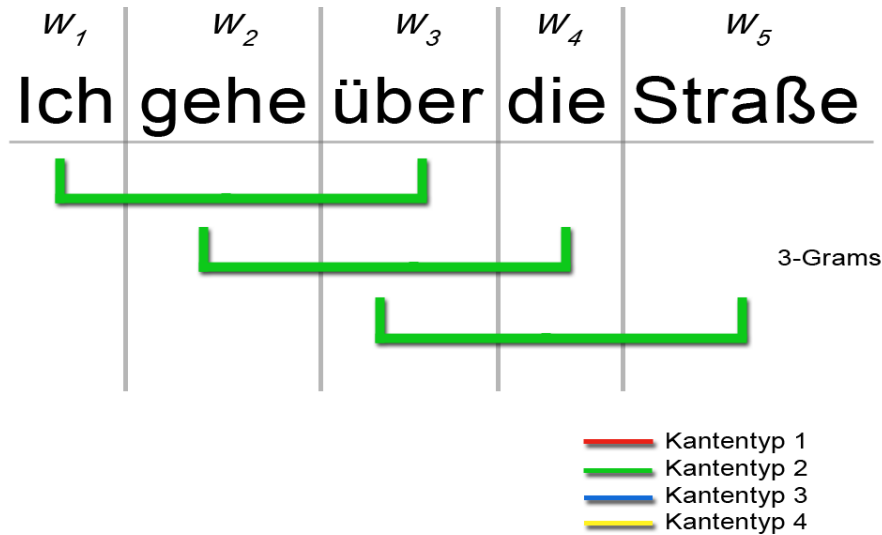 W1 W2 W3 W4 W5
Ich gehe über die Straße
3-Grams
Kantentyp 1
Kantentyp 2
Kantentyp 3
Kantentyp 4